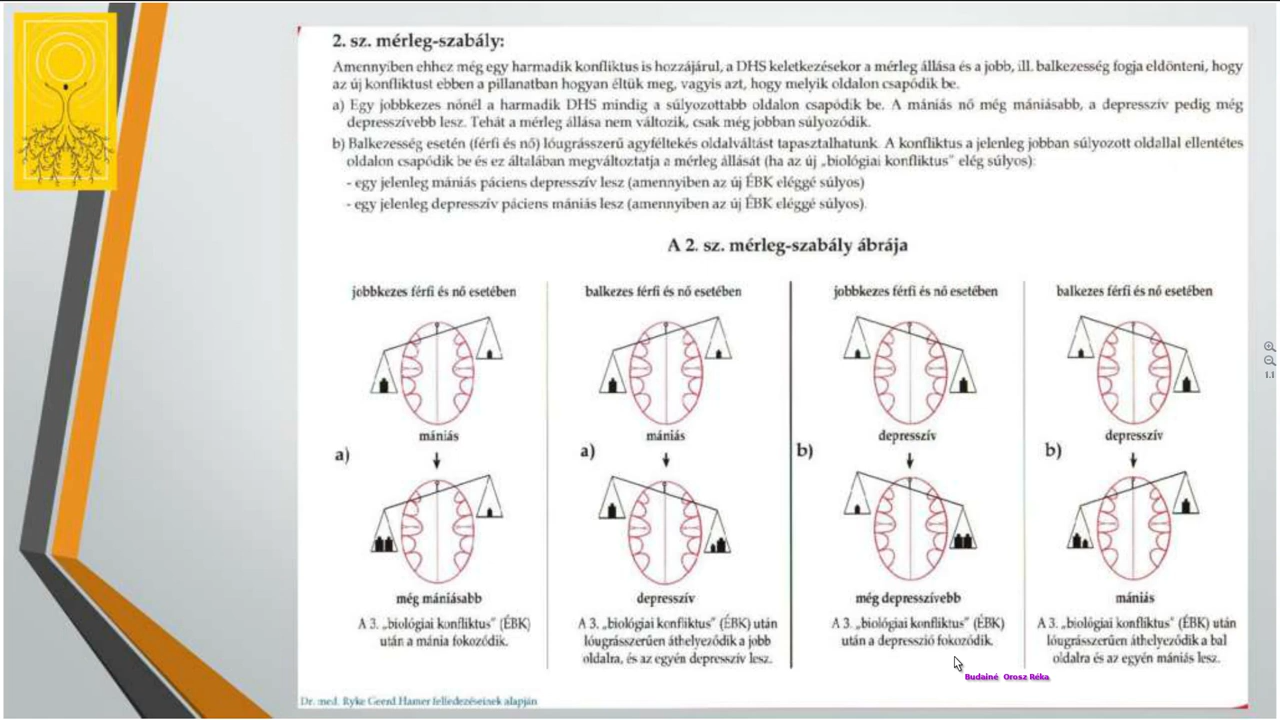 2. sz. mérleg-szabály:
Amennyiben ehhez még egy harmadik konfliktus is hozzájárul, a DHS keletkezésekor a mérleg állása és a jobb, ill. balkezesség fogja eldönteni, hogy
az új konfliktust ebben a pillanatban hogyan éltük meg, vagyis azt, hogy melyik oldalon csapódik be.
a) Egy jobbkezes nőnél a harmadik DHS mindig a súlyozottabb oldalon csapódik be. A mániás nő még mániásabb, a depresszív pedig még
depresszívebb lesz. Tehát a mérleg állása nem változik, csak még jobban súlyozódik.
b) Balkezesség esetén (férfi és nő) lóugrásszerű agyféltekés oldalváltást tapasztalhatunk. A konfliktus a jelenleg jobban súlyozott oldallal ellentétes
oldalon csapódik be és ez általában megváltoztatja a mérleg állását (ha az új „biológiai konfliktus" elég súlyos):
- egy jelenleg mániás páciens depresszív lesz (amennyiben az új ÉBK eléggé súlyos)
- egy jelenleg depresszív páciens mániás lesz (amennyiben az új ÉBK eléggé súlyos).
A 2. sz. mérleg-szabály ábrája
jobbkezes férfi és nő esetében
balkezes férfi és nő esetében
jobbkezes férfi és nő esetében
balkezes férfi és nő esetében
mániás
mániás
depresszív
depresszív
a)
a)
b)
b)
még mániásabb
depresszív
még depresszívebb
mániás
A 3. „biológiai konfliktus" (ÉBK)
után a mánia fokozódik.
A 3. „biológiai konfliktus" (ÉBK) után
lóugrásszerűen áthelyeződik a jobb
oldalra, és az egyén depresszív lesz.
A 3. „biológiai konfliktus" (ÉBK)
után a depresszió fokozódik.
A 3. „biológiai konfliktus" (ÉBK) után
lóugrásszerűen áthelyeződik a bal
oldalra és az egyén mániás lesz.
Budainé Orosz Réka
Dr. med. Ryke Geerd Hamer felfedezéseinek alapján
1.1